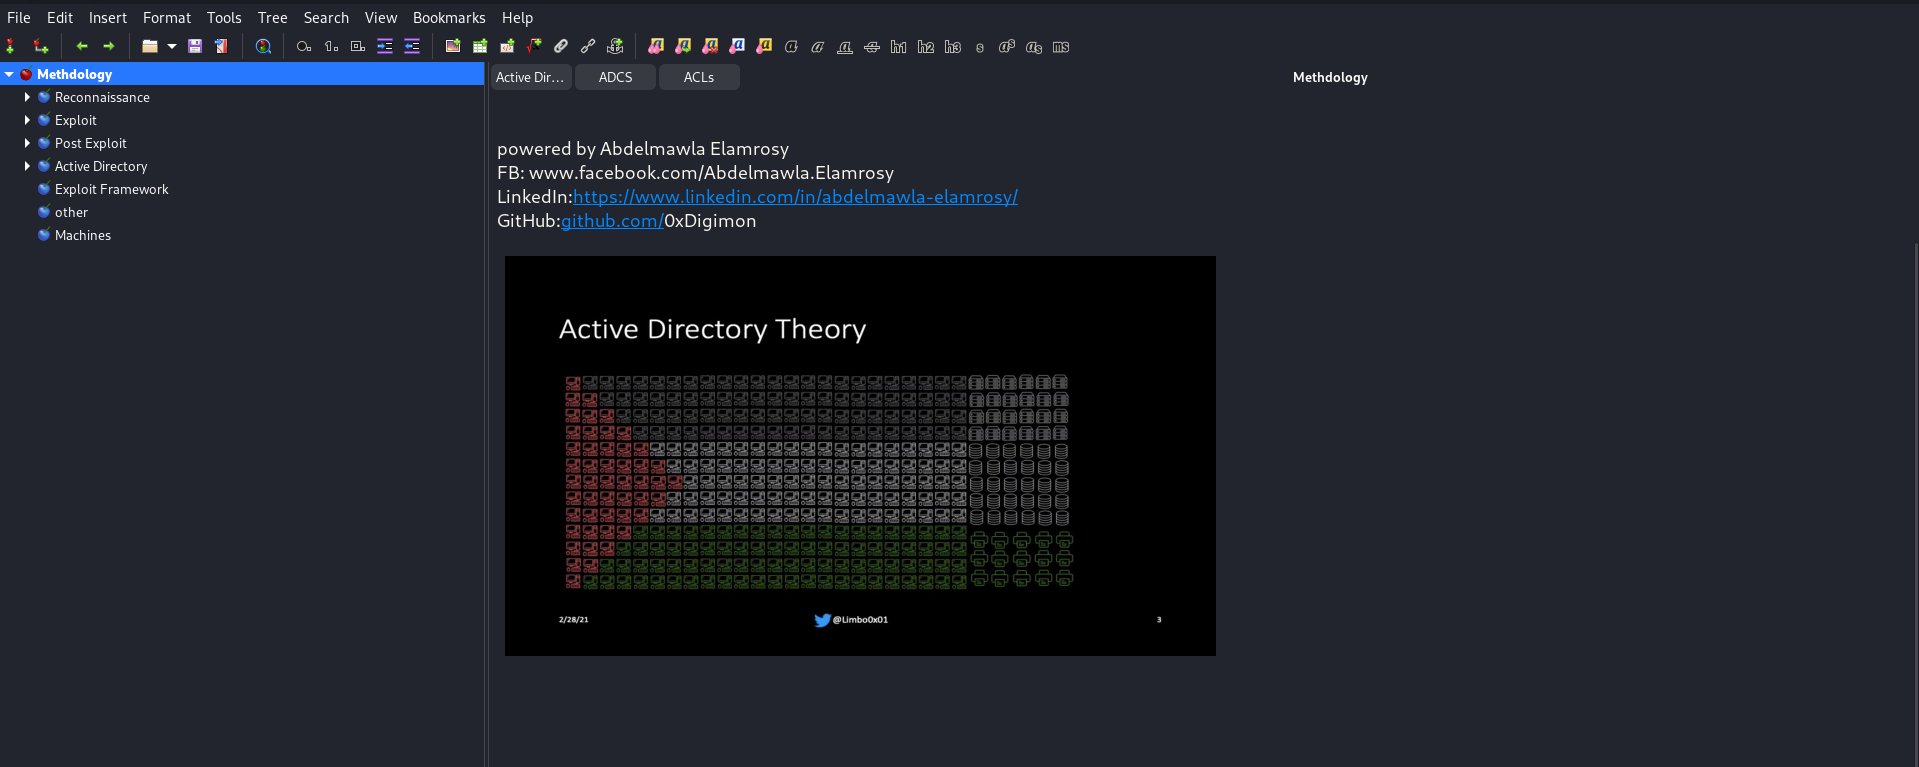 File Edit Insert Format Tools Tree Search View Bookmarks Help
Methdology
Reconnaissance
Exploit
Post Exploit
Active Directory
Exploit Framework
other
Machines
Active Dir... ADCS ACLs Methdology
powered by Abdelmawla Elamrosy
FB: www.facebook.com/Abdelmawla.Elamrosy
LinkedIn:https://www.linkedin.com/in/abdelmawla-elamrosy/
GitHub:github.com/0xDigimon
Active Directory Theory
2/28/21 @Limbo0x01 3